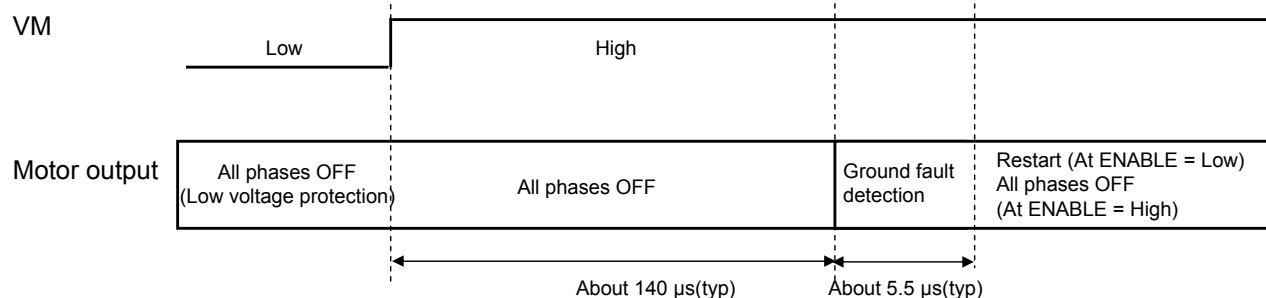 VM
Low
High
Motor output
All phases OFF
(Low voltage protection)
All phases OFF
Ground fault
detection
Restart (At ENABLE = Low)
All phases OFF
(At ENABLE = High)
About 140 µs(typ)
About 5.5 µs(typ)